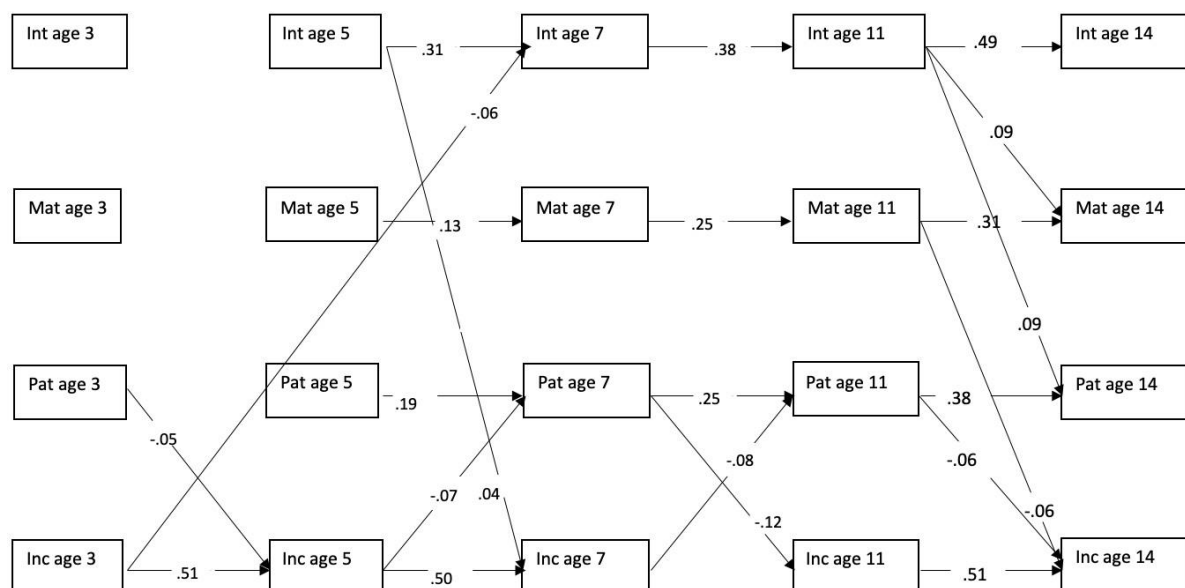 Int age 3
Int age 5
.31
Int age 7
.38
Int age 11
.49
Int age 14
-.06
.09
Mat age 3
Mat age 5
.13
Mat age 7
.25
Mat age 11
.31
Mat age 14
.09
Pat age 3
Pat age 5
.19
Pat age 7
.25
Pat age 11
.38
Pat age 14
-.05
-.07
.04
-.08
-.12
-.06
-.06
Inc age 3
.51
Inc age 5
.50
Inc age 7
Inc age 11
.51
Inc age 14